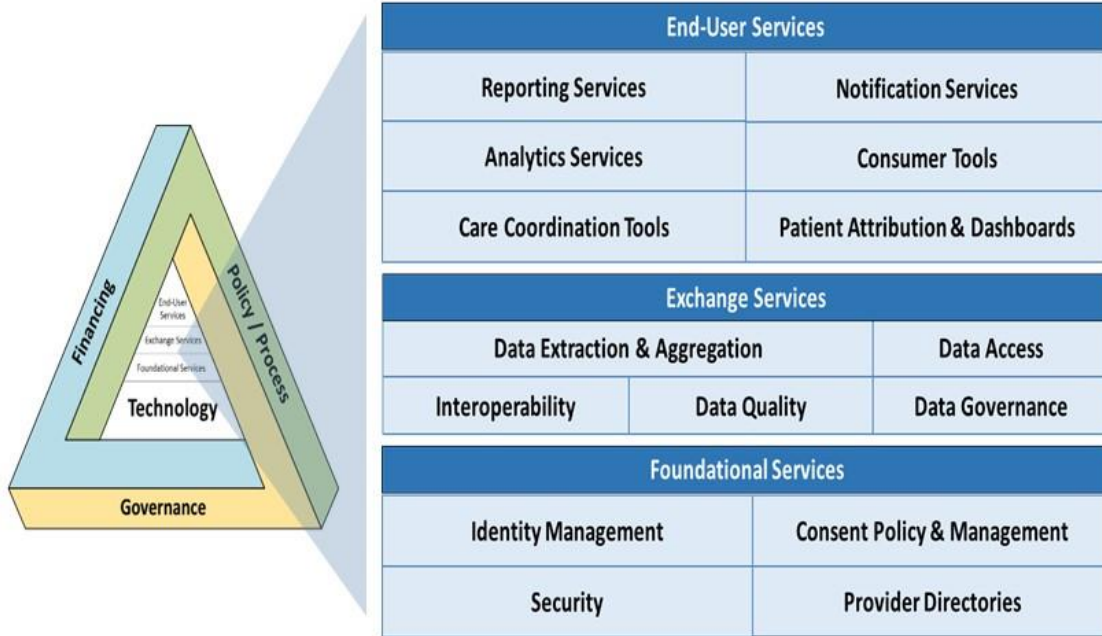 Financing
Policy / Process
Governance
End-User
Services
Exchange Services
Foundational Services
Technology
End-User Services
Reporting Services
Notification Services
Analytics Services
Consumer Tools
Care Coordination Tools
Patient Attribution & Dashboards
Exchange Services
Data Extraction & Aggregation
Data Access
Interoperability
Data Quality
Data Governance
Foundational Services
Identity Management
Consent Policy & Management
Security
Provider Directories